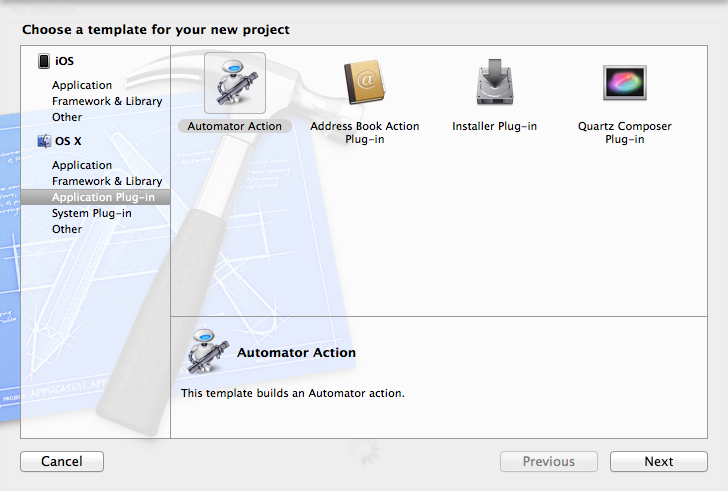 Choose a template for your new project
iOS
Application
Framework & Library
Other
OS X
Application
Framework & Library
Application Plug-in
System Plug-in
Other
Automator Action
Address Book Action
Plug-in
Installer Plug-in
Quartz Composer
Plug-in
Automator Action
This template builds an Automator action.
Cancel
Previous
Next